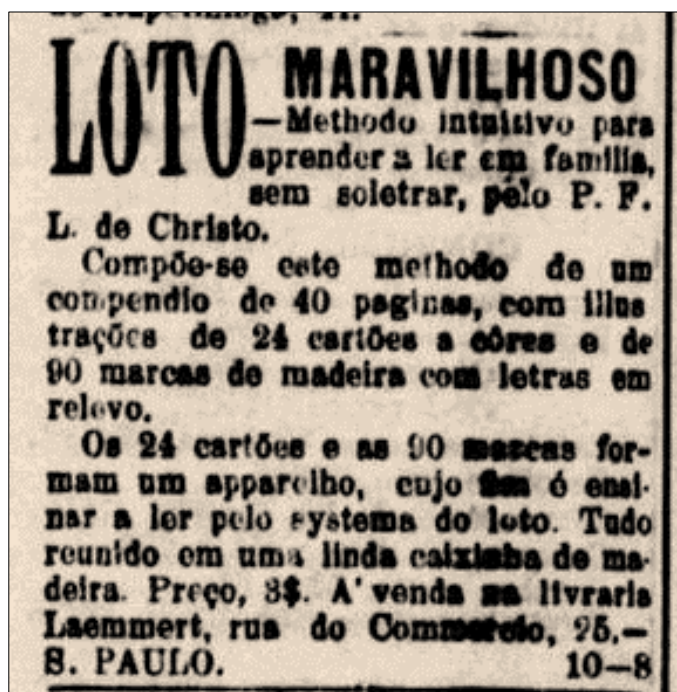 LOTO MARAVILHOSO
—Methodo intuitivo para
aprender a ler em familia,
sem soletrar, pelo P. F.
L. de Christo.
Compõe-se este methodo de um
compendio de 40 paginas, com illus
trações de 24 cartões a côres e de
90 marcas de madeira com letras em
relevo.
Os 24 cartões e as 90 marcas for-
mam um apparelho, cujo fim é ensi-
nar a ler pelo systema do loto. Tudo
reunido em uma linda caixinha de ma-
deira. Preço, 3$. A' venda na livraria
Laemmert, rua do Commercio, 25.—
S. PAULO. 10—8